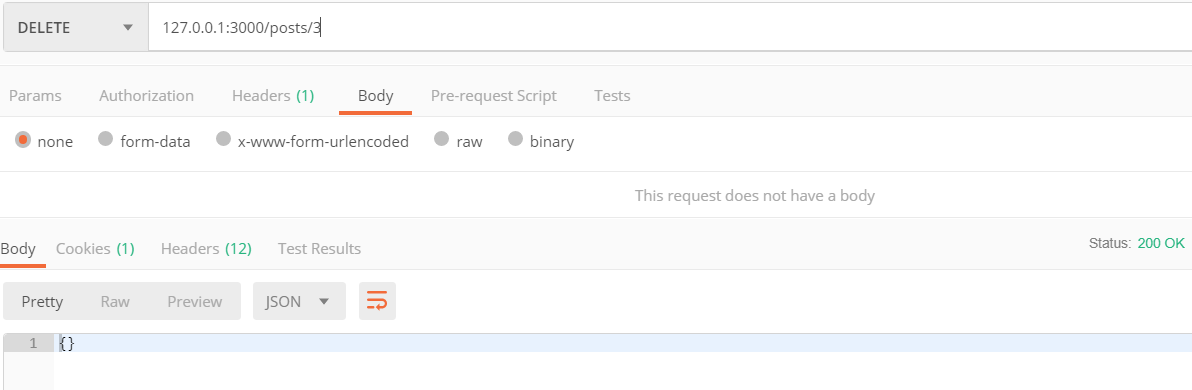 DELETE 127.0.0.1:3000/posts/3
Params Authorization Headers (1) Body Pre-request Script Tests
none form-data x-www-form-urlencoded raw binary
This request does not have a body
Body Cookies (1) Headers (12) Test Results Status: 200 OK
Pretty Raw Preview JSON
1 {}